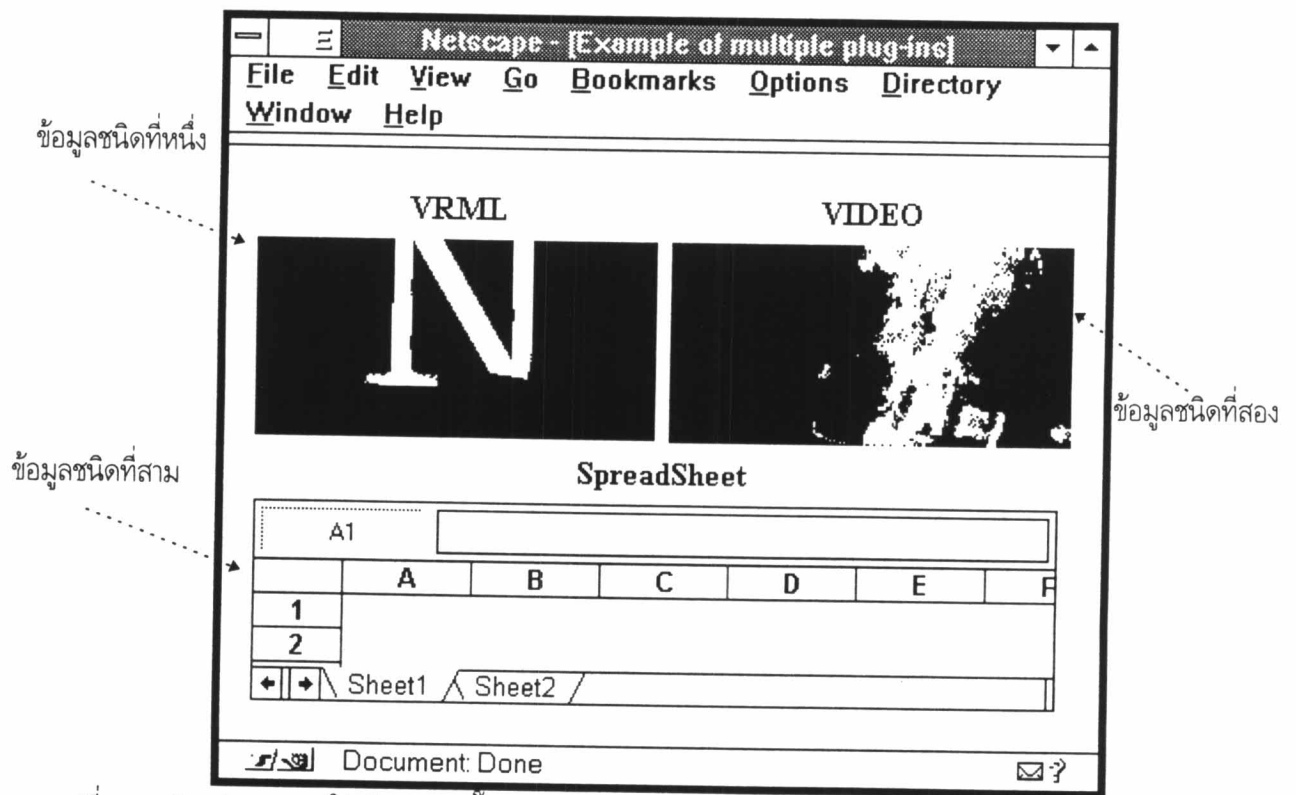 Netscape - [Example of multiple plug-ins]
File Edit View Go Bookmarks Options Directory
Window Help
ข้อมูลชนิดที่หนึ่ง
VRML
VIDEO
N
ข้อมูลชนิดที่สอง
ข้อมูลชนิดที่สาม
SpreadSheet
A1
A B C D E F
1
2
Sheet1 Sheet2
Document: Done